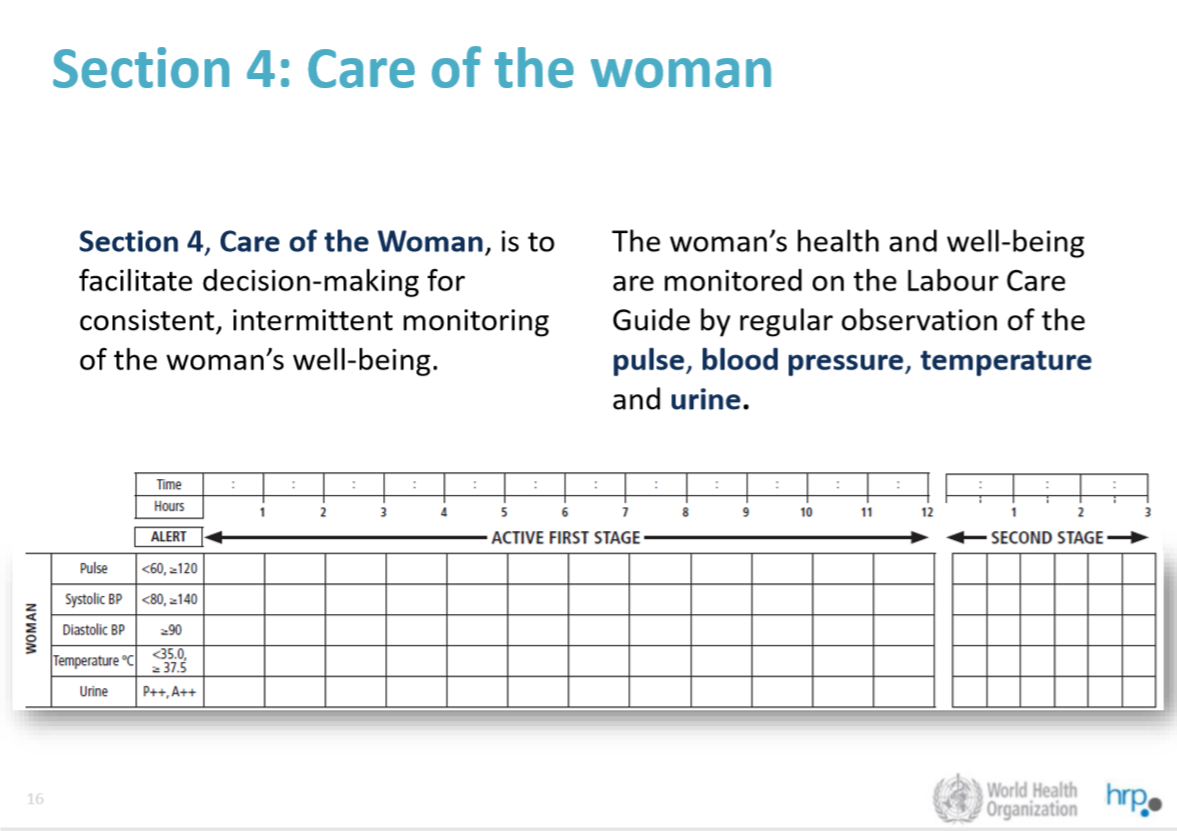 Section 4: Care of the woman
Section 4, Care of the Woman, is to
facilitate decision-making for
consistent, intermittent monitoring
of the woman’s well-being.
The woman’s health and well-being
are monitored on the Labour Care
Guide by regular observation of the
pulse, blood pressure, temperature
and urine.
Time : : : : : : : : : : : : : : :
Hours 1 2 3 4 5 6 7 8 9 10 11 12 1 2 3
ALERT ACTIVE FIRST STAGE SECOND STAGE
WOMAN
Pulse <60, ≥120
Systolic BP <80, ≥140
Diastolic BP ≥90
Temperature ºC <35.0,
≥ 37.5
Urine P++, A++
16
World Health
Organization
hrp